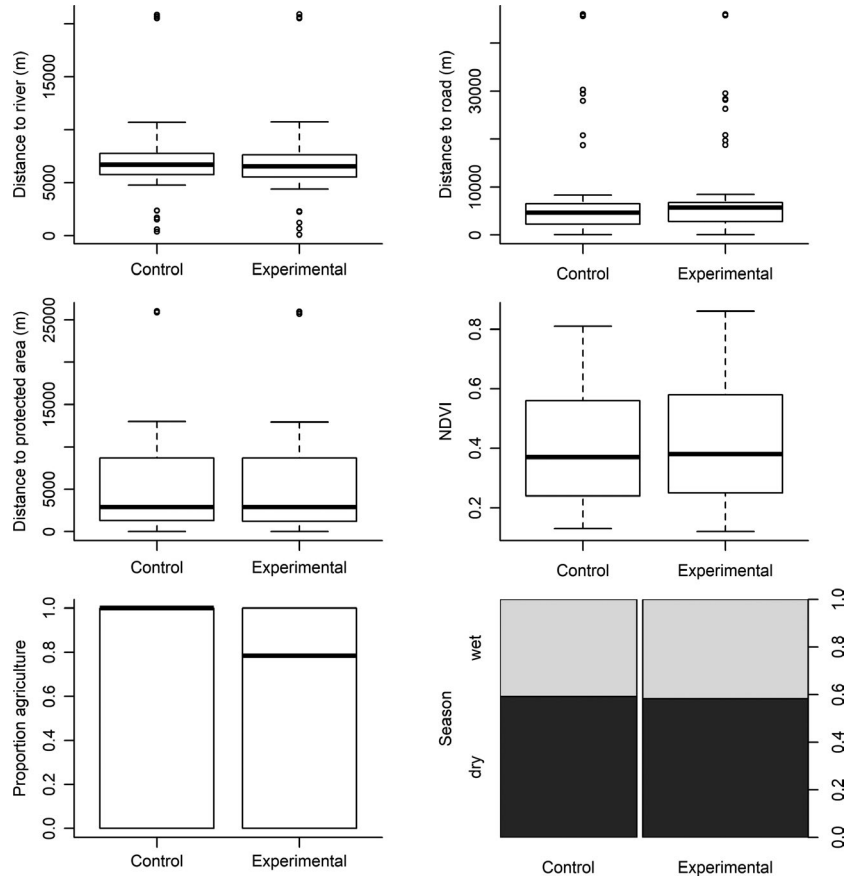 Distance to river (m)
15000
5000
0
Control
Experimental
Distance to road (m)
30000
10000
0
Control
Experimental
Distance to protected area (m)
25000
15000
5000
0
Control
Experimental
NDVI
0.8
0.6
0.4
0.2
Control
Experimental
Proportion agriculture
1.0
0.8
0.6
0.4
0.2
0.0
Control
Experimental
Season
wet
dry
1.0
0.8
0.6
0.4
0.2
0.0
Control
Experimental